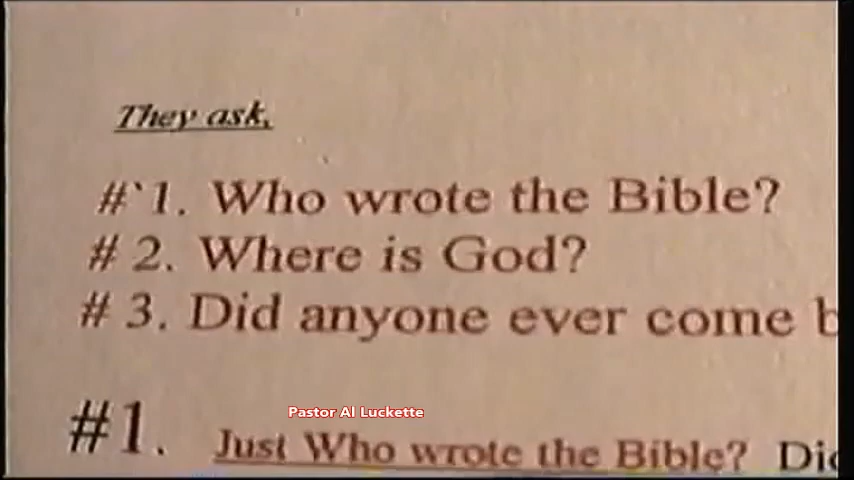 They ask,
#`1. Who wrote the Bible?
# 2. Where is God?
# 3. Did anyone ever come
Pastor Al Luckette
#1. Just Who wrote the Bible?